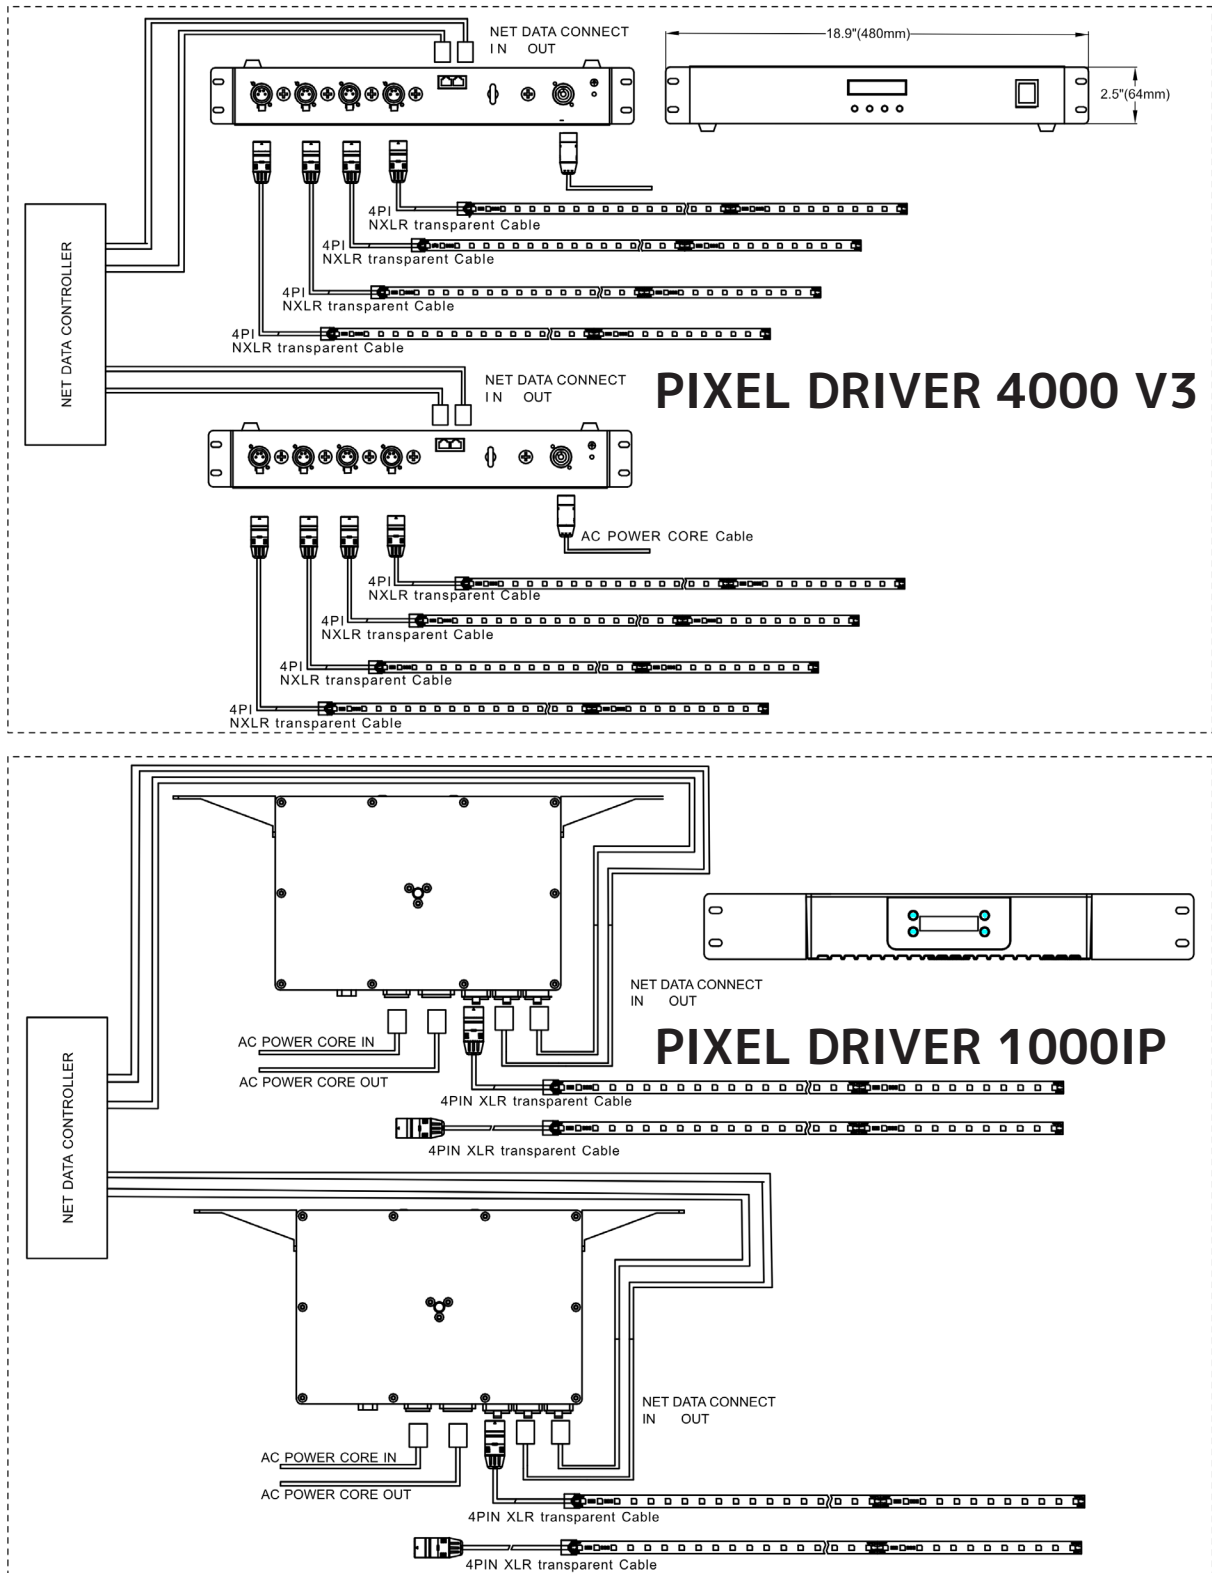 NET DATA CONNECT
IN OUT
18.9"(480mm)
2.5"(64mm)
4PI
NXLR transparent Cable
4PI
NXLR transparent Cable
4PI
NXLR transparent Cable
4PI
NXLR transparent Cable
NET DATA CONTROLLER
NET DATA CONNECT
IN OUT
PIXEL DRIVER 4000 V3
AC POWER CORE Cable
4PI
NXLR transparent Cable
4PI
NXLR transparent Cable
4PI
NXLR transparent Cable
4PI
NXLR transparent Cable
NET DATA CONNECT
IN OUT
PIXEL DRIVER 1000IP
AC POWER CORE IN
AC POWER CORE OUT
4PIN XLR transparent Cable
4PIN XLR transparent Cable
NET DATA CONTROLLER
NET DATA CONNECT
IN OUT
AC POWER CORE IN
AC POWER CORE OUT
4PIN XLR transparent Cable
4PIN XLR transparent Cable